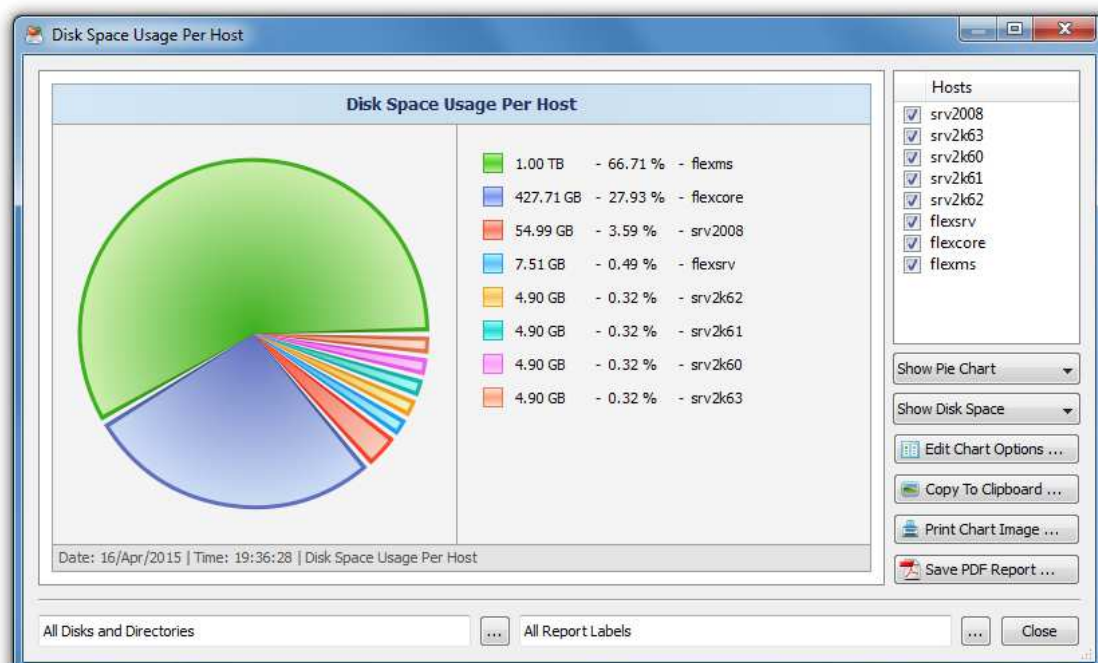 Disk Space Usage Per Host
Disk Space Usage Per Host
1.00 TB - 66.71 % - flexms
427.71 GB - 27.93 % - flexcore
54.99 GB - 3.59 % - srv2008
7.51 GB - 0.49 % - flexsrv
4.90 GB - 0.32 % - srv2k62
4.90 GB - 0.32 % - srv2k61
4.90 GB - 0.32 % - srv2k60
4.90 GB - 0.32 % - srv2k63
Date: 16/Apr/2015 | Time: 19:36:28 | Disk Space Usage Per Host
Hosts
srv2008
srv2k63
srv2k60
srv2k61
srv2k62
flexsrv
flexcore
flexms
Show Pie Chart
Show Disk Space
Edit Chart Options ...
Copy To Clipboard ...
Print Chart Image ...
Save PDF Report ...
All Disks and Directories ... All Report Labels ... Close